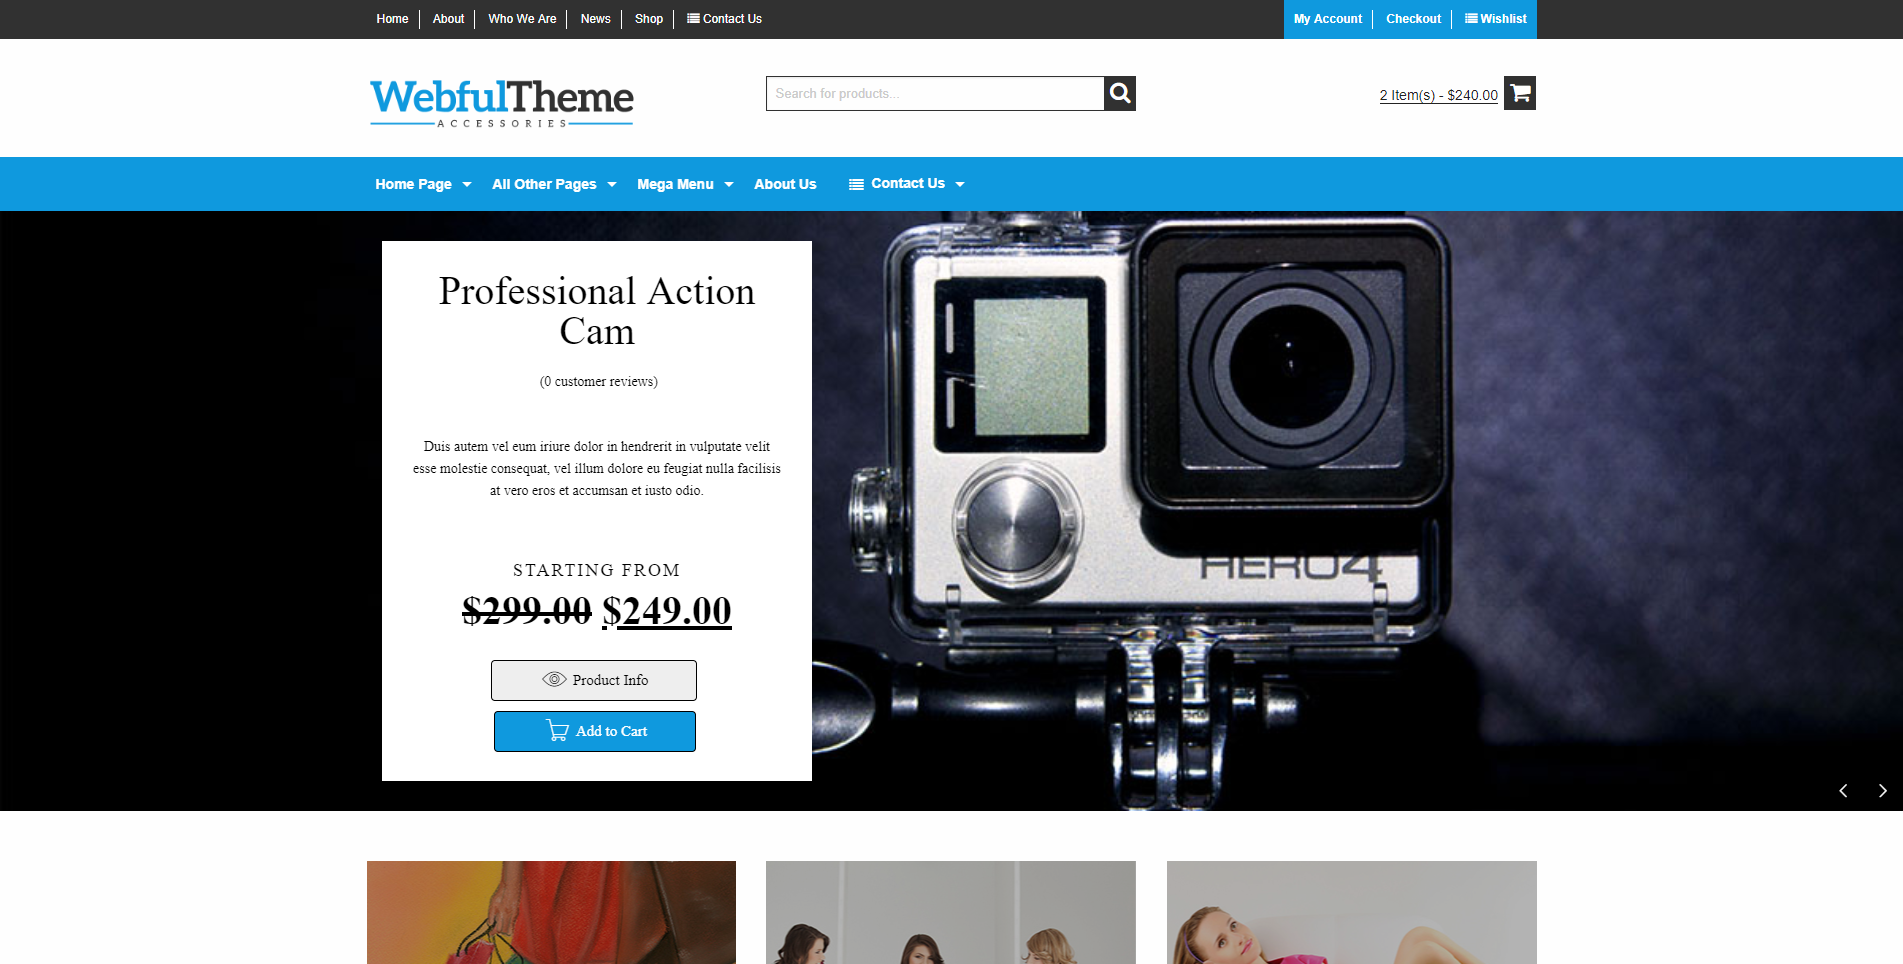 Home
About
Who We Are
News
Shop
Contact Us
My Account
Checkout
Wishlist
WebfulTheme
ACCESSORIES
Search for products...
2 Item(s) - $240.00
Home Page
All Other Pages
Mega Menu
About Us
Contact Us
Professional Action
Cam
(0 customer reviews)
Duis autem vel eum iriure dolor in hendrerit in vulputate velit
esse molestie consequat, vel illum dolore eu feugiat nulla facilisis
at vero eros et accumsan et iusto odio.
STARTING FROM
$299.00 $249.00
Product Info
Add to Cart
HERO4